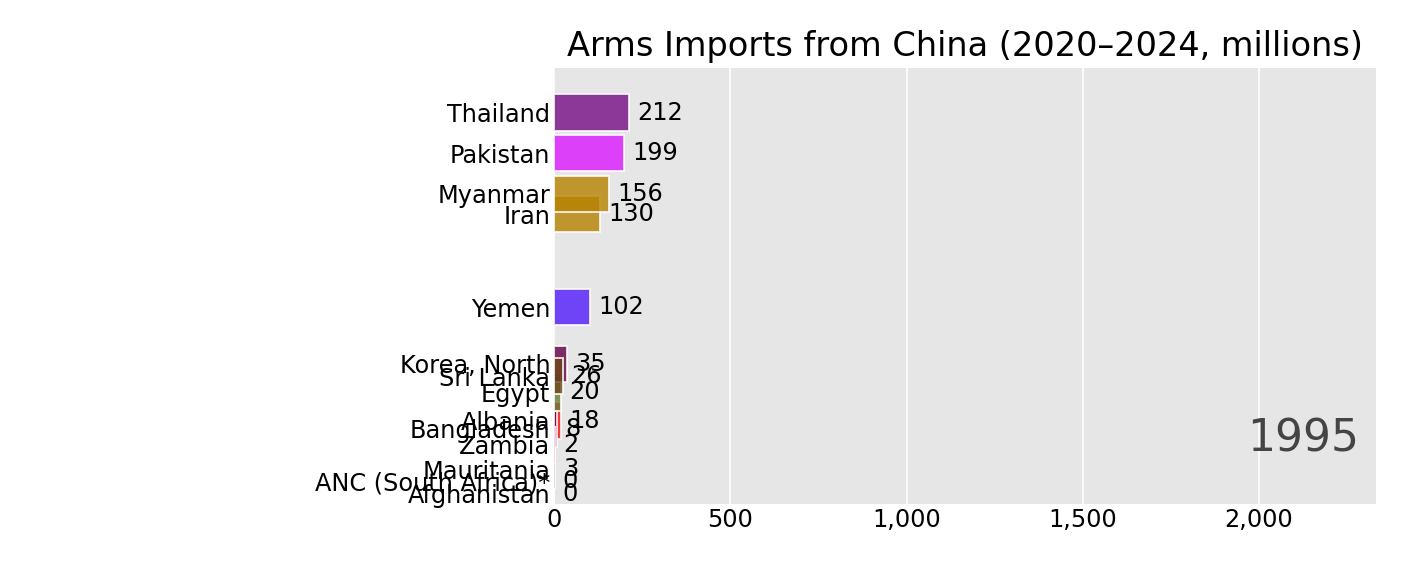 Arms Imports from China (2020–2024, millions)
Thailand 212
Pakistan 199
Myanmar 156
Iran 130
Yemen 102
Korea, North 35
Sri Lanka 26
Egypt 20
Albania 18
Bangladesh 8
Zambia 2
Mauritania 3
ANC (South Africa)* 0
Afghanistan 0
1995
0 500 1,000 1,500 2,000